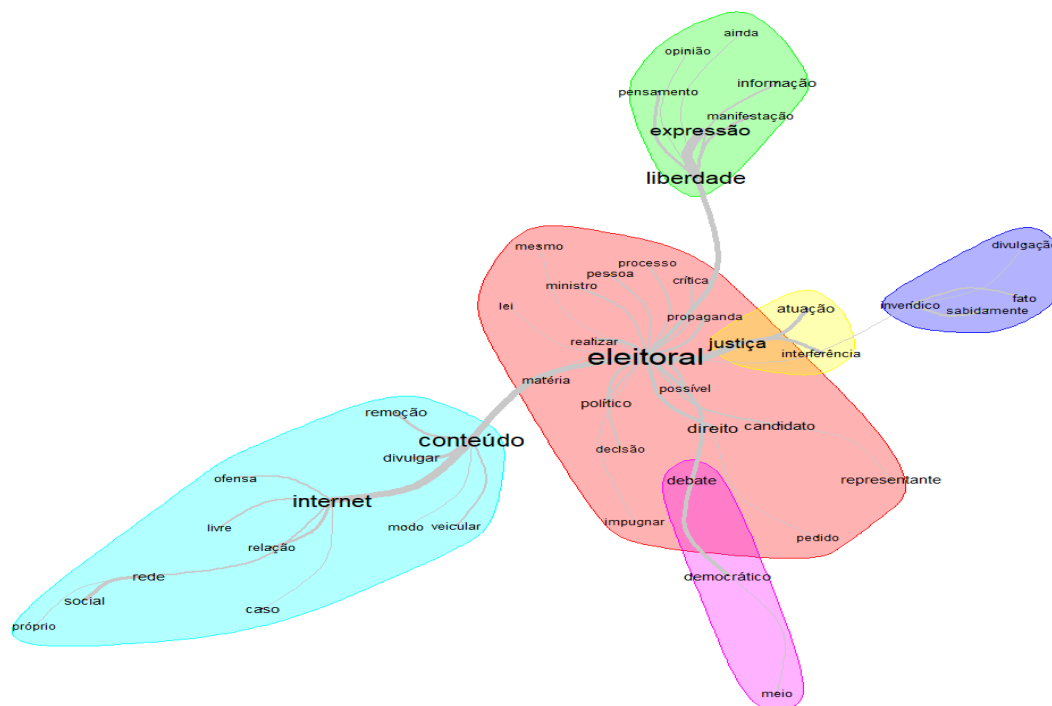 ainda
opinião
informação
pensamento
manifestação
expressão
liberdade
mesmo
divulgação
processo
pessoa
crítica
ministro
fato
inverídico
sabidamente
lei
propaganda
atuação
realizar
justiça
eleitoral
interferência
matéria
possível
político
remoção
direito
candidato
conteúdo
decisão
divulgar
ofensa
debate
representante
internet
livre
modo
veicular
impugnar
pedido
relação
rede
democrático
social
caso
próprio
meio